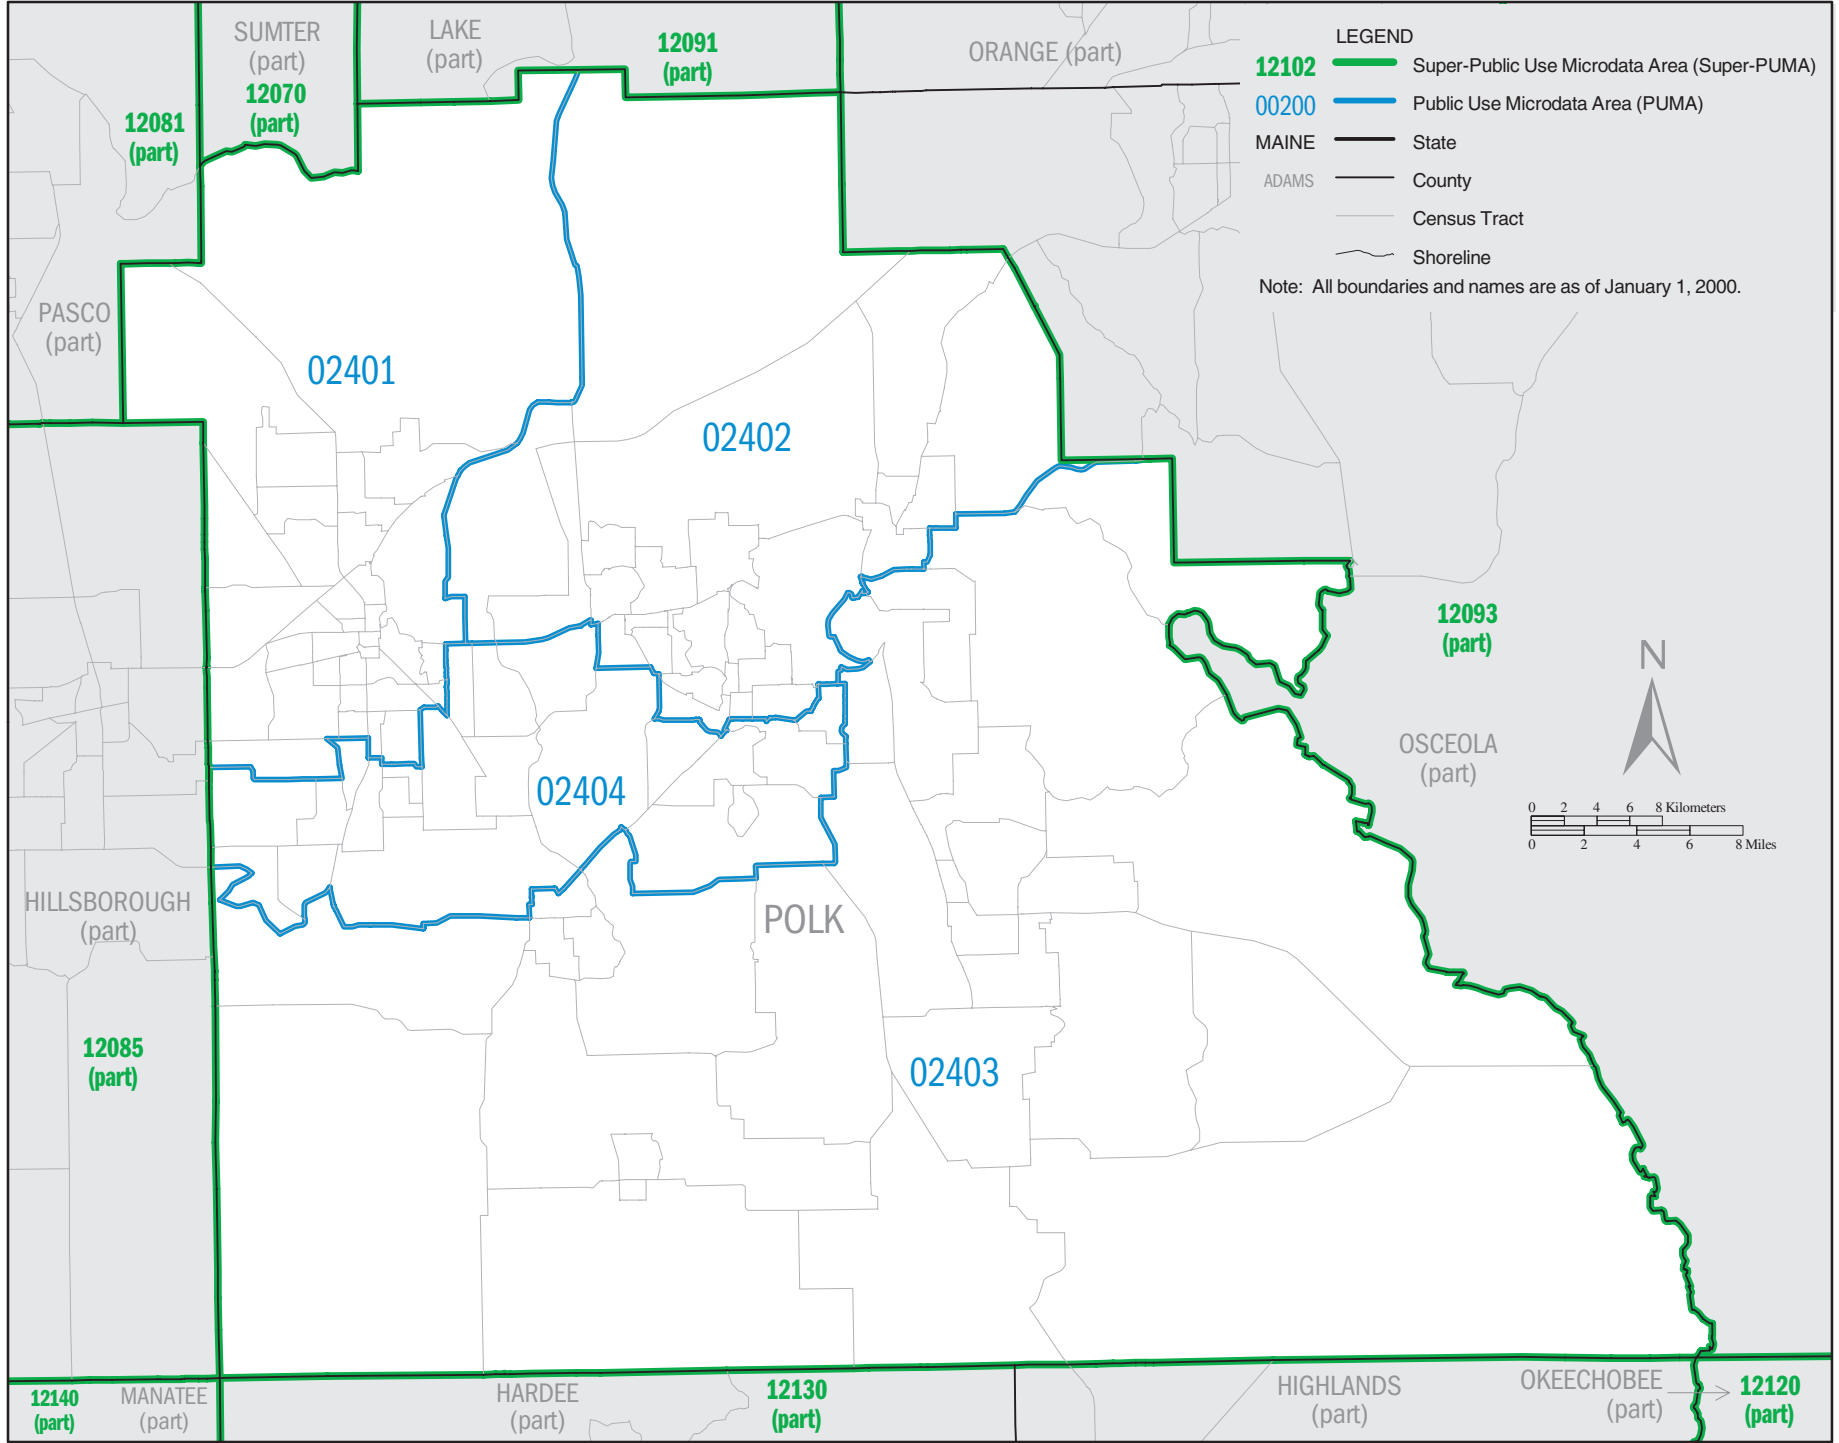 SUMTER
(part)
12070
(part)
LAKE
(part)
12091
(part)
ORANGE (part)
12081
(part)
LEGEND
12102 Super-Public Use Microdata Area (Super-PUMA)
00200 Public Use Microdata Area (PUMA)
MAINE State
ADAMS County
Census Tract
Shoreline
Note: All boundaries and names are as of January 1, 2000.
PASCO
(part)
02401
02402
12093
(part)
N
OSCEOLA
(part)
02404
0 2 4 6 8 Kilometers
0 2 4 6 8 Miles
HILLSBOROUGH
(part)
POLK
12085
(part)
02403
12140
(part)
MANATEE
(part)
HARDEE
(part)
12130
(part)
HIGHLANDS
(part)
OKEECHOBEE
(part)
12120
(part)